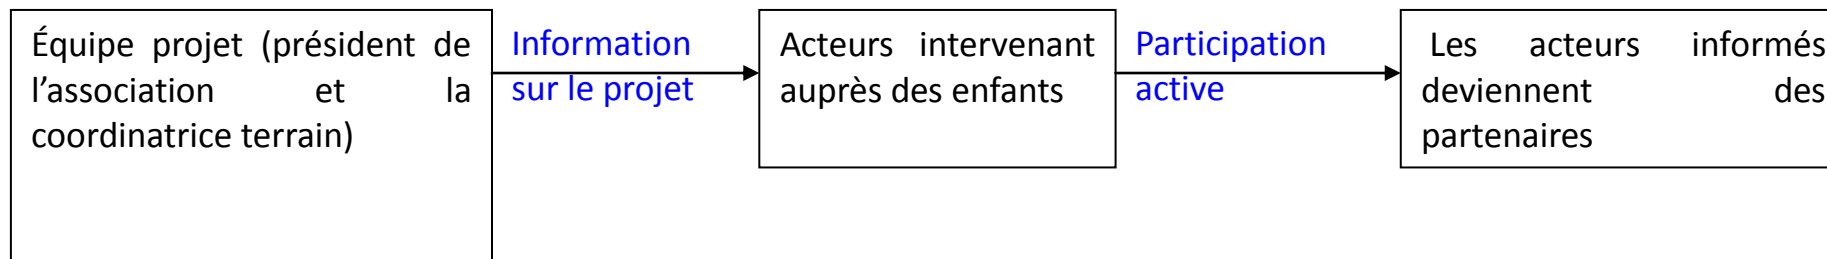 Équipe projet (président de
l’association et la
coordinatrice terrain)
Information
sur le projet
Acteurs intervenant
auprès des enfants
Participation
active
Les acteurs informés
deviennent des
partenaires